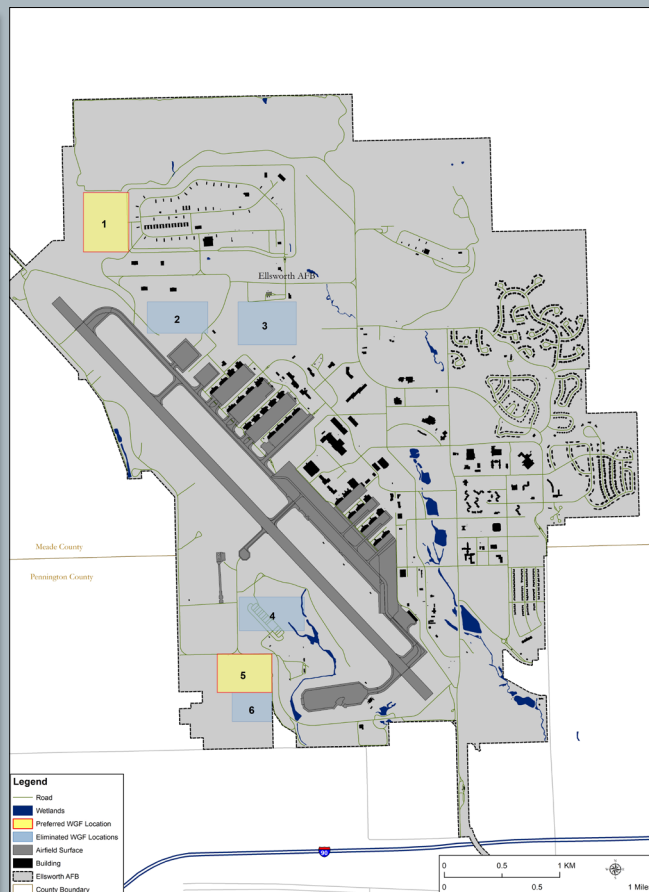 1
Ellsworth AFB
2
3
Meade County
Pennington County
4
5
6
Legend
Road
Wetlands
Preferred WGF Location
Eliminated WGF Locations
Airfield Surface
Building
Ellsworth AFB
County Boundary
90
0 0.5 1 KM
0 0.5 1 Miles